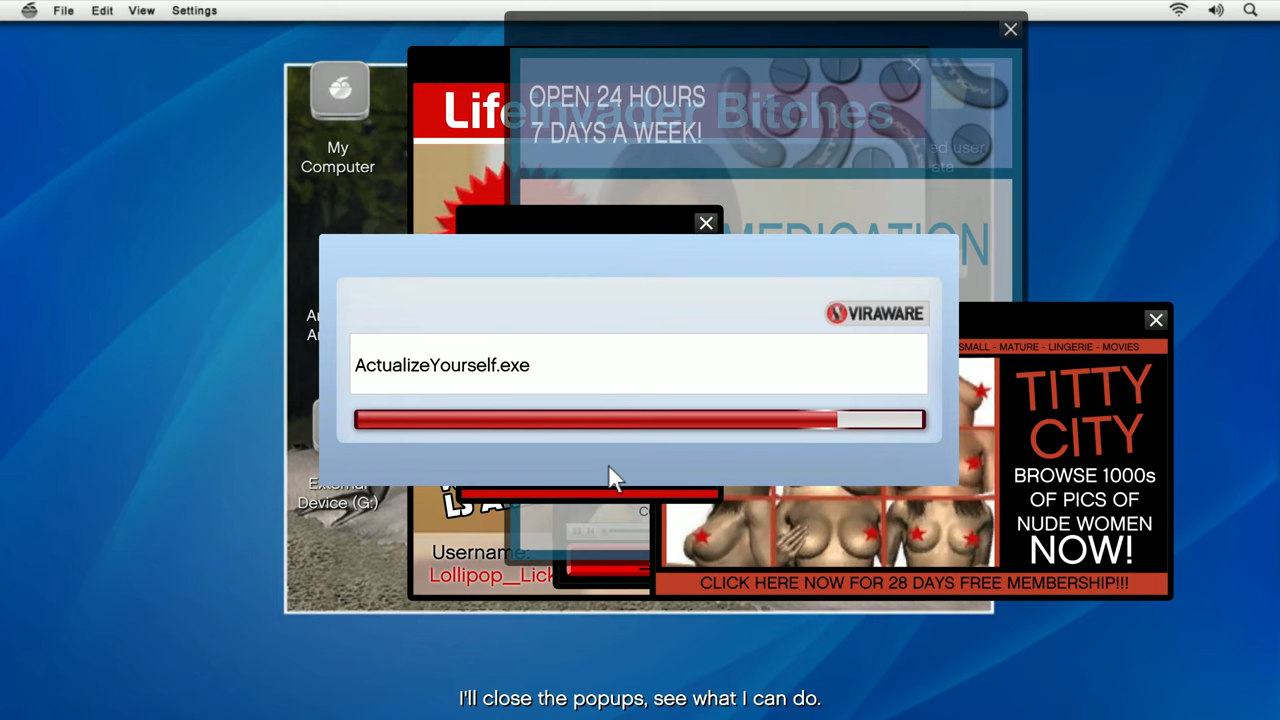 File Edit View Settings
OPEN 24 HOURS
7 DAYS A WEEK!
Lifeinvader Bitches
My
Computer
MEDICATION
VIRAWARE
ActualizeYourself.exe
SMALL - MATURE - LINGERIE - MOVIES
TITTY
CITY
BROWSE 1000s
OF PICS OF
NUDE WOMEN
NOW!
CLICK HERE NOW FOR 28 DAYS FREE MEMBERSHIP!!!
External
Device (G:)
Username:
Lollipop_Lick
I'll close the popups, see what I can do.